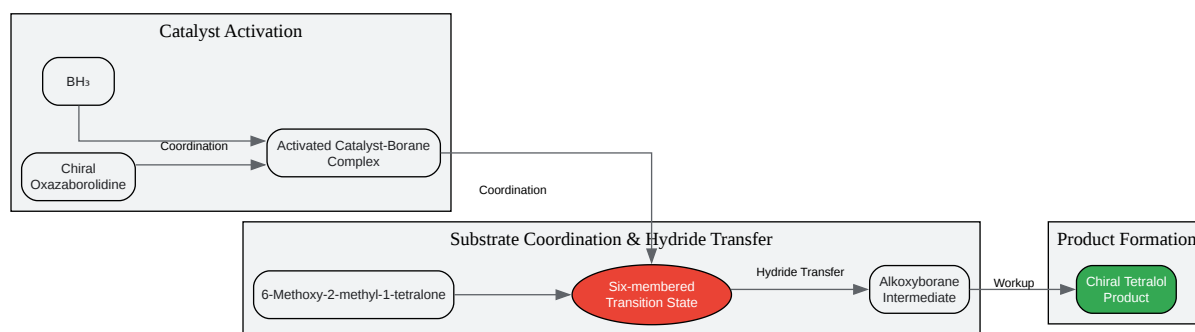 Catalyst Activation
BH₃
Chiral
Oxazaborolidine
Coordination
Activated Catalyst-Borane
Complex
Coordination
Substrate Coordination & Hydride Transfer
6-Methoxy-2-methyl-1-tetralone
Six-membered
Transition State
Hydride Transfer
Alkoxyborane
Intermediate
Workup
Product Formation
Chiral Tetralol
Product